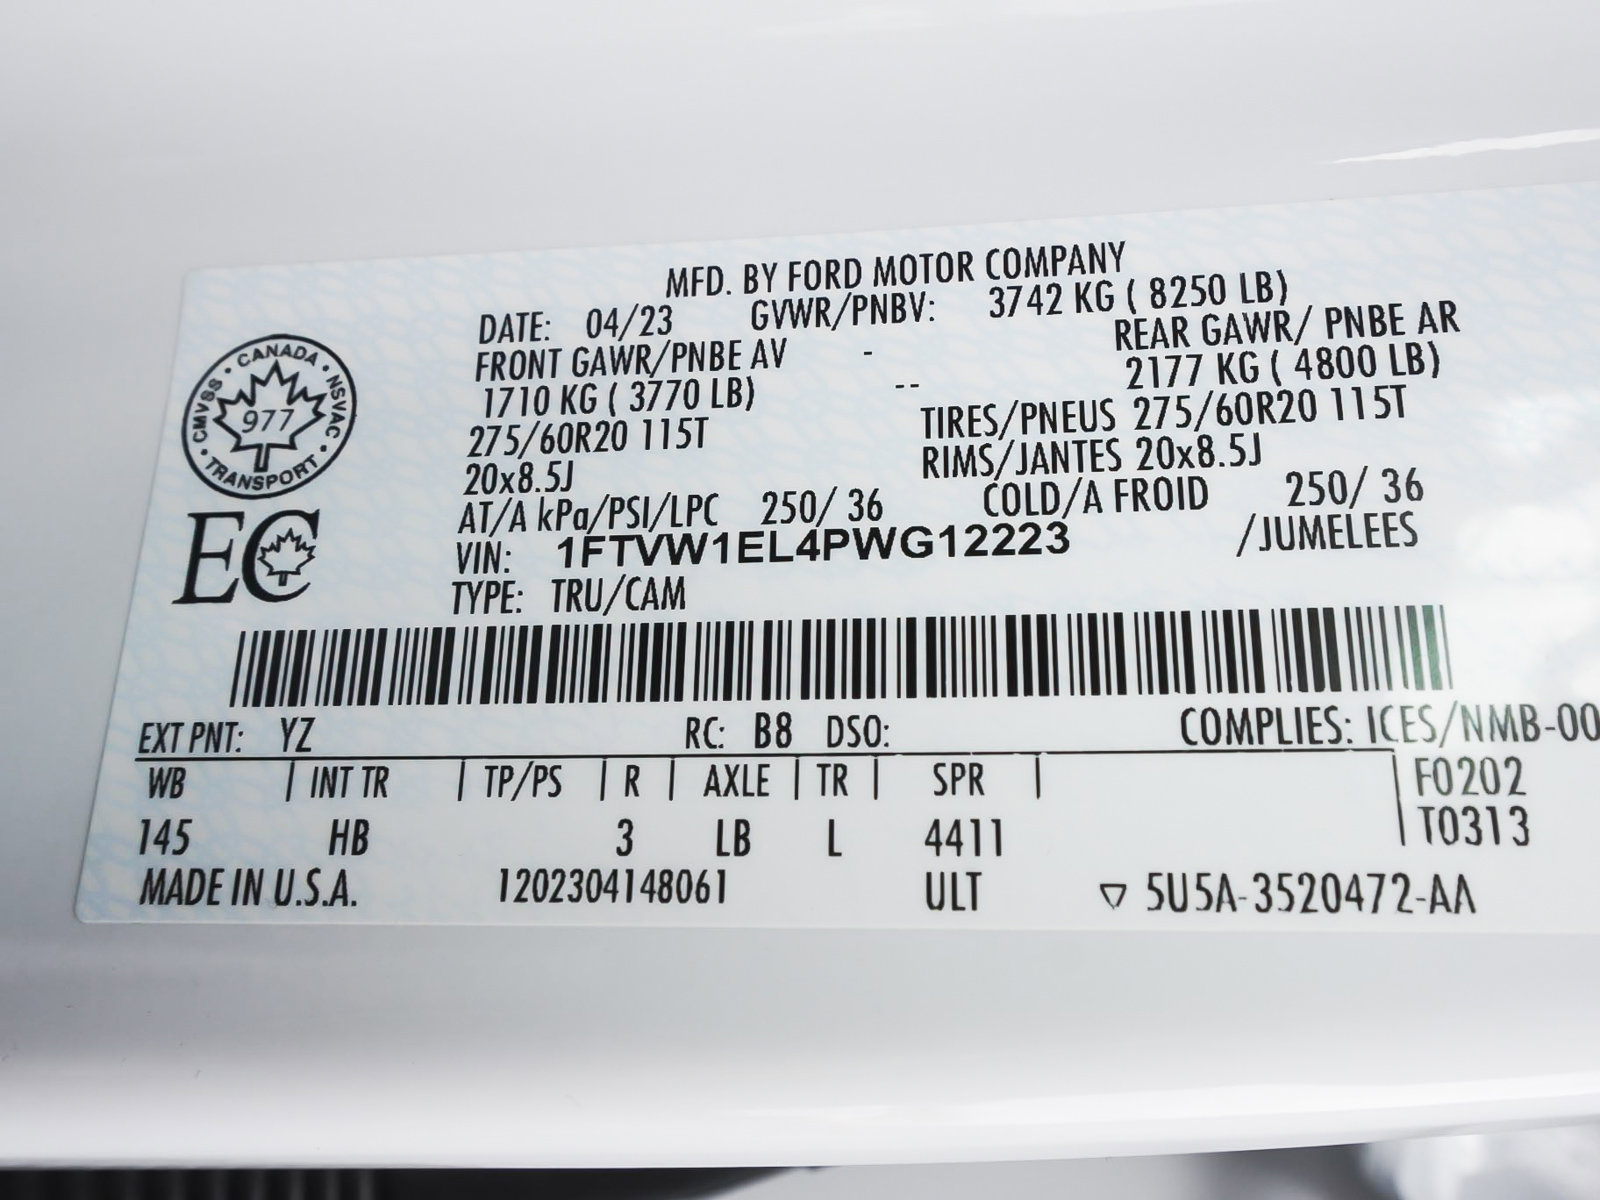 MFD. BY FORD MOTOR COMPANY
DATE: 04/23 GVWR/PNBV: 3742 KG ( 8250 LB)
FRONT GAWR/PNBE AV - REAR GAWR/ PNBE AR
1710 KG ( 3770 LB) -- 2177 KG ( 4800 LB)
275/60R20 115T TIRES/PNEUS 275/60R20 115T
20x8.5J RIMS/JANTES 20x8.5J
AT/A kPa/PSI/LPC 250/ 36 COLD/A FROID 250/ 36
VIN: 1FTVW1EL4PWG12223 /JUMELEES
TYPE: TRU/CAM
CANADA • NSVAC • TRANSPORT • CMVSS •
977
EC
EXT PNT: YZ RC: B8 DSO: COMPLIES: ICES/NMB-00
WB | INT TR | TP/PS | R | AXLE | TR | SPR | | F0202
145 HB 3 LB L 4411 T0313
MADE IN U.S.A. 1202304148061 ULT ▽ 5U5A-3520472-AA